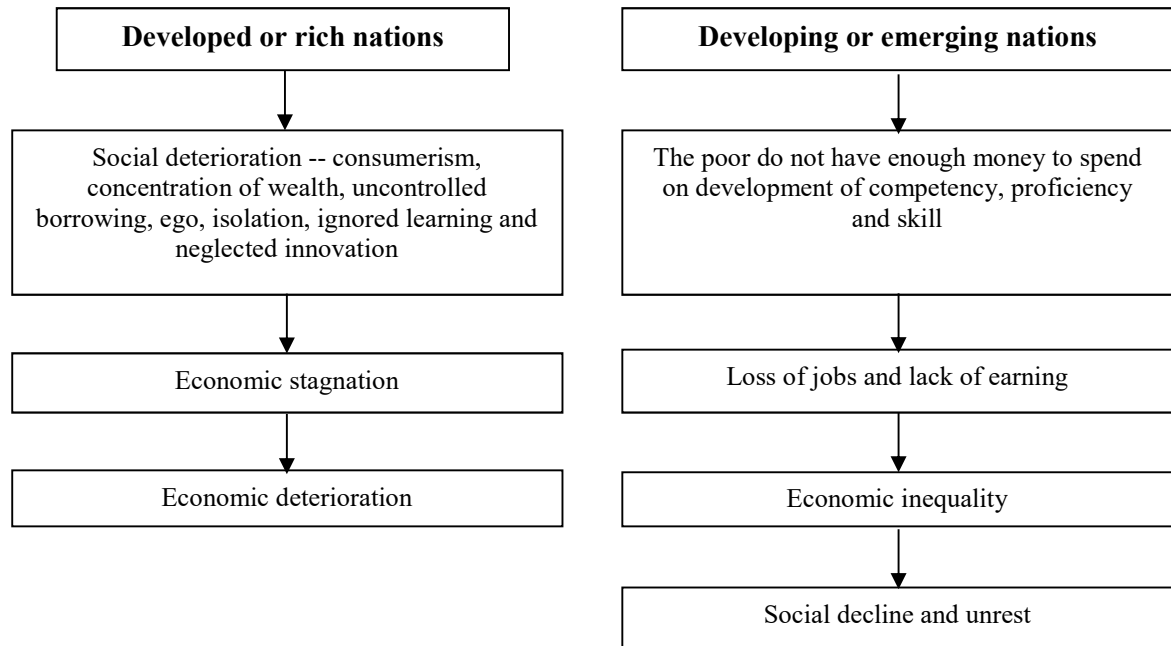 Developed or rich nations
Social deterioration -- consumerism,
concentration of wealth, uncontrolled
borrowing, ego, isolation, ignored learning and
neglected innovation
Economic stagnation
Economic deterioration
Developing or emerging nations
The poor do not have enough money to spend
on development of competency, proficiency
and skill
Loss of jobs and lack of earning
Economic inequality
Social decline and unrest